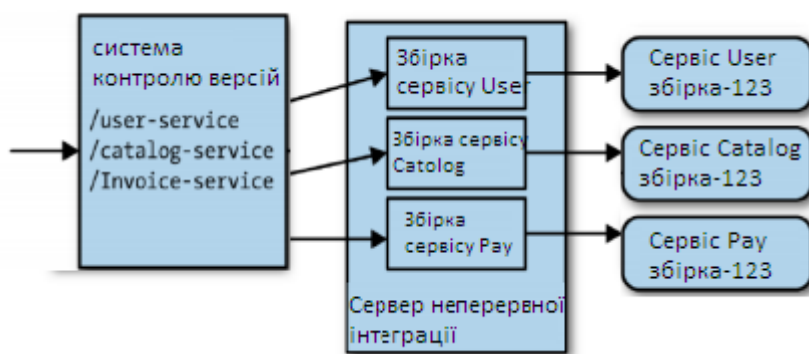 система
контролю версій
/user-service
/catalog-service
/Invoice-service
Збірка
сервісу User
Збірка сервісу
Catolog
Збірка
сервісу Pay
Сервер неперервної
інтеграції
Сервіс User
збірка-123
Сервіс Catalog
збірка-123
Сервіс Pay
збірка-123